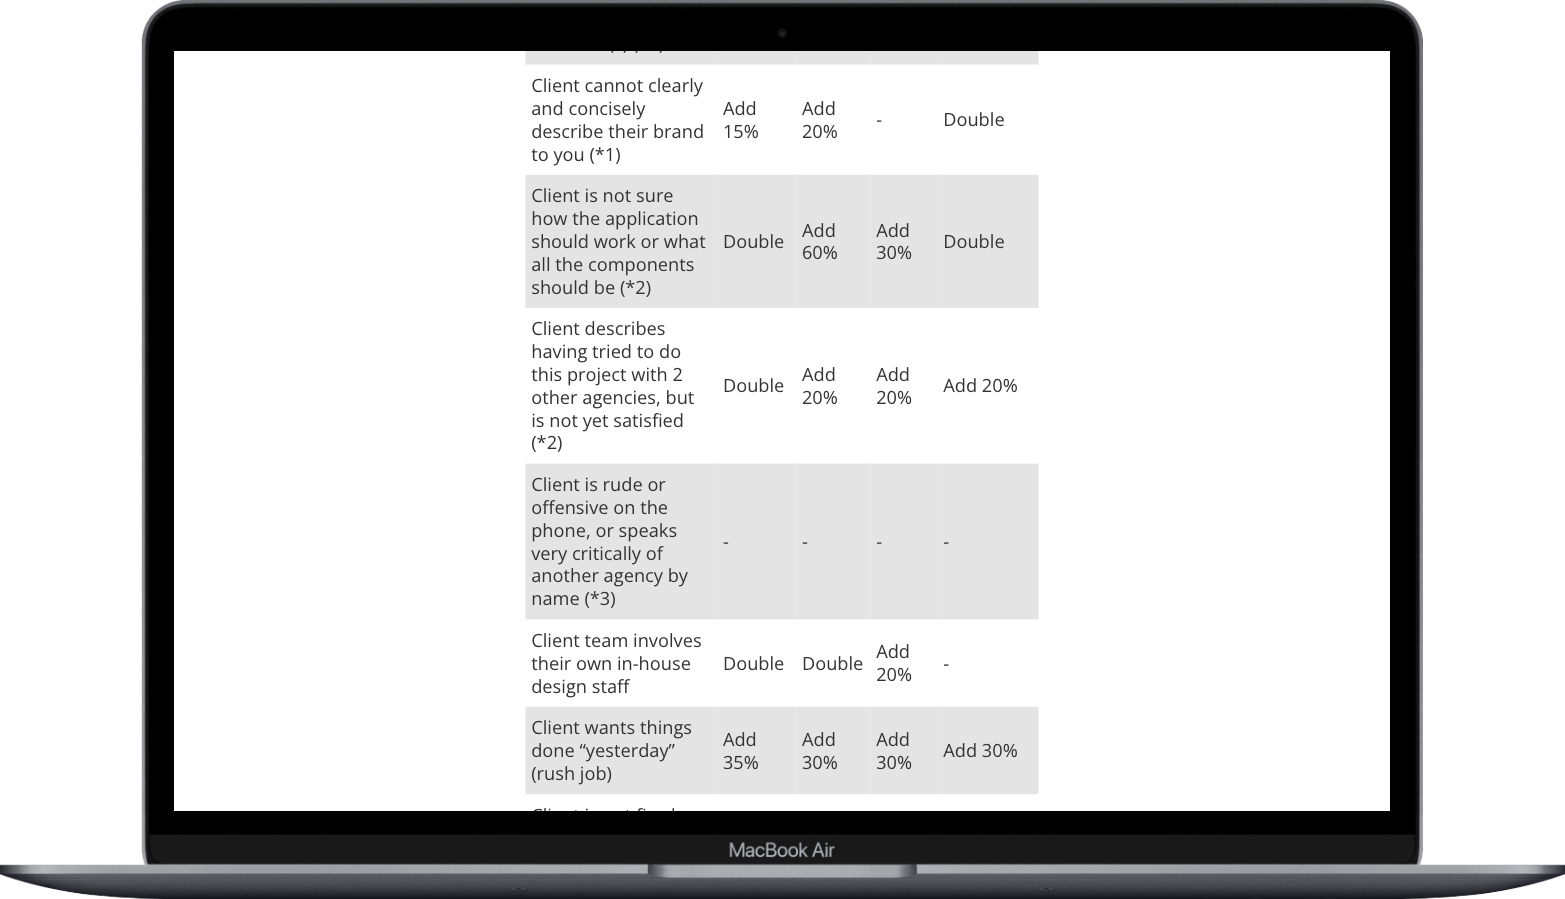 Client cannot clearly
and concisely
describe their brand
to you (*1)
Add
15%
Add
20%
-
Double
Client is not sure
how the application
should work or what
all the components
should be (*2)
Double
Add
60%
Add
30%
Double
Client describes
having tried to do
this project with 2
other agencies, but
is not yet satisfied
(*2)
Double
Add
20%
Add
20%
Add 20%
Client is rude or
offensive on the
phone, or speaks
very critically of
another agency by
name (*3)
-
-
-
-
Client team involves
their own in-house
design staff
Double
Double
Add
20%
-
Client wants things
done “yesterday”
(rush job)
Add
35%
Add
30%
Add
30%
Add 30%
MacBook Air